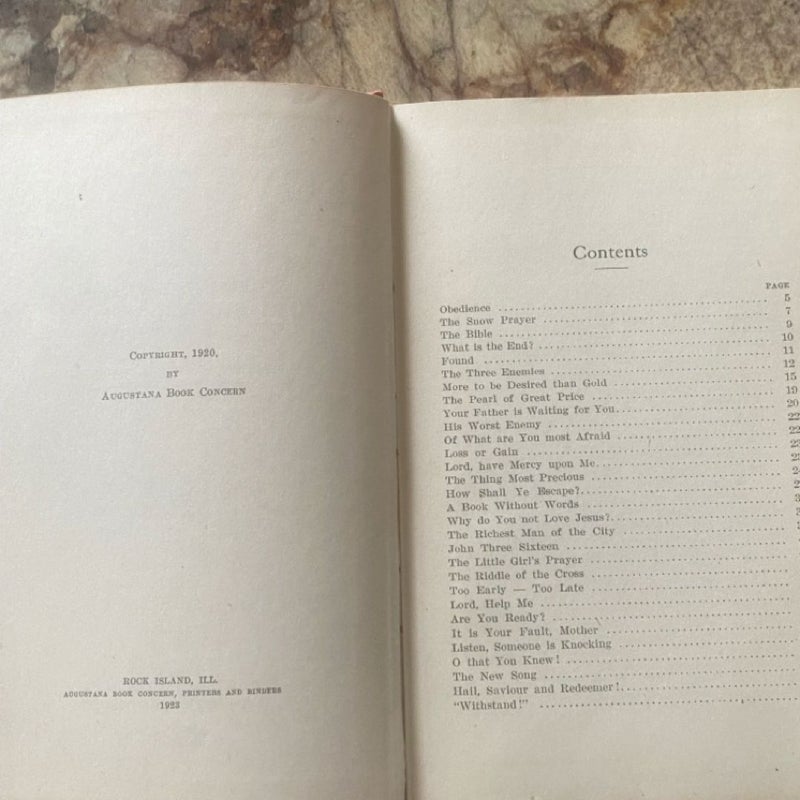 COPYRIGHT, 1920,
BY
AUGUSTANA BOOK CONCERN
ROCK ISLAND, ILL.
AUGUSTANA BOOK CONCERN, PRINTERS AND BINDERS
1923
Contents
PAGE
Obedience 5
The Snow Prayer 7
The Bible 9
What is the End? 10
Found 11
The Three Enemies 12
More to be Desired than Gold 15
The Pearl of Great Price 19
Your Father is Waiting for You 20
His Worst Enemy 22
Of What are You most Afraid 22
Loss or Gain
Lord, have Mercy upon Me
The Thing Most Precious
How Shall Ye Escape?
A Book Without Words
Why do You not Love Jesus?
The Richest Man of the City
John Three Sixteen
The Little Girl's Prayer
The Riddle of the Cross
Too Early — Too Late
Lord, Help Me
Are You Ready?
It is Your Fault, Mother
Listen, Someone is Knocking
O that You Knew!
The New Song
Hail, Saviour and Redeemer!
"Withstand!"